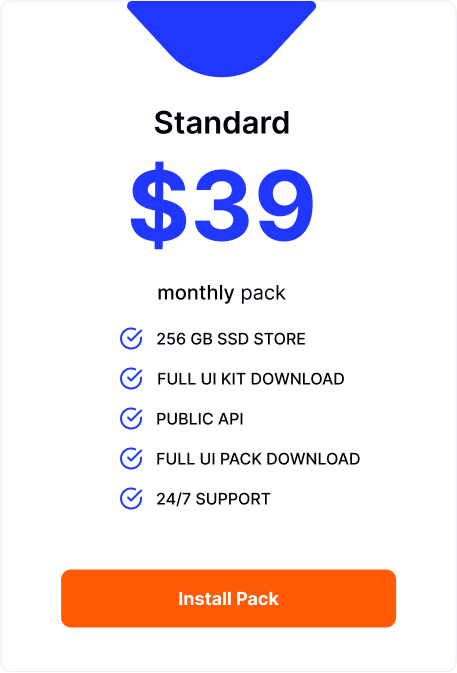 Standard
$39
monthly pack
256 GB SSD STORE
FULL UI KIT DOWNLOAD
PUBLIC API
FULL UI PACK DOWNLOAD
24/7 SUPPORT
Install Pack